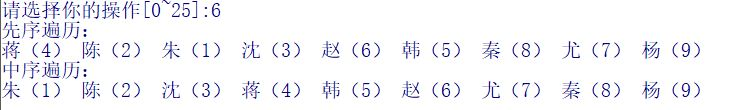 请选择你的操作[0~25]:6
先序遍历:
蒋（4） 陈（2） 朱（1） 沈（3） 赵（6） 韩（5） 秦（8） 尤（7） 杨（9）
中序遍历:
朱（1） 陈（2） 沈（3） 蒋（4） 韩（5） 赵（6） 尤（7） 秦（8） 杨（9）